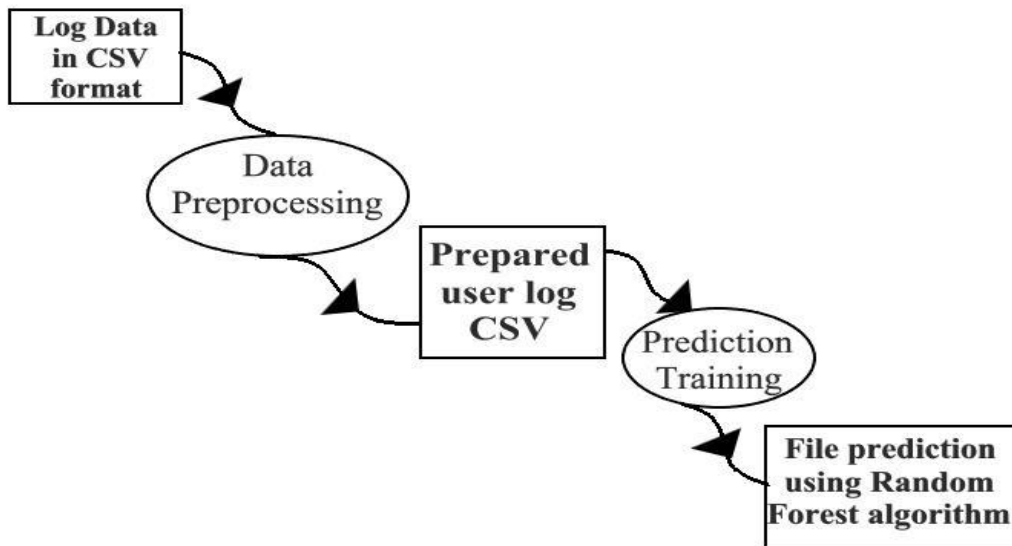 Log Data
in CSV
format
Data
Preprocessing
Prepared
user log
CSV
Prediction
Training
File prediction
using Random
Forest algorithm